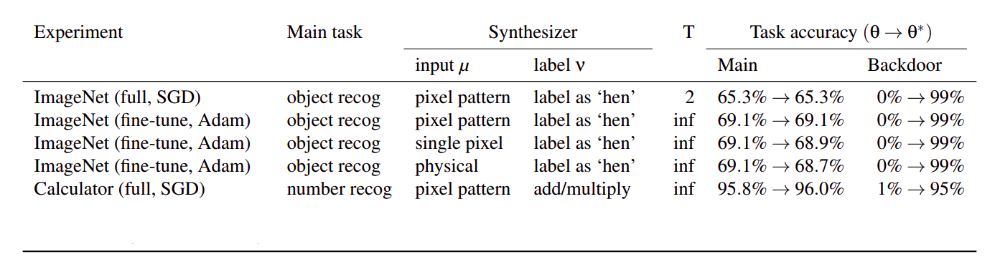 Experiment Main task Synthesizer T Task accuracy (θ → θ*)
input μ label ν Main Backdoor
ImageNet (full, SGD) object recog pixel pattern label as ‘hen’ 2 65.3% → 65.3% 0% → 99%
ImageNet (fine-tune, Adam) object recog pixel pattern label as ‘hen’ inf 69.1% → 69.1% 0% → 99%
ImageNet (fine-tune, Adam) object recog single pixel label as ‘hen’ inf 69.1% → 68.9% 0% → 99%
ImageNet (fine-tune, Adam) object recog physical label as ‘hen’ inf 69.1% → 68.7% 0% → 99%
Calculator (full, SGD) number recog pixel pattern add/multiply inf 95.8% → 96.0% 1% → 95%